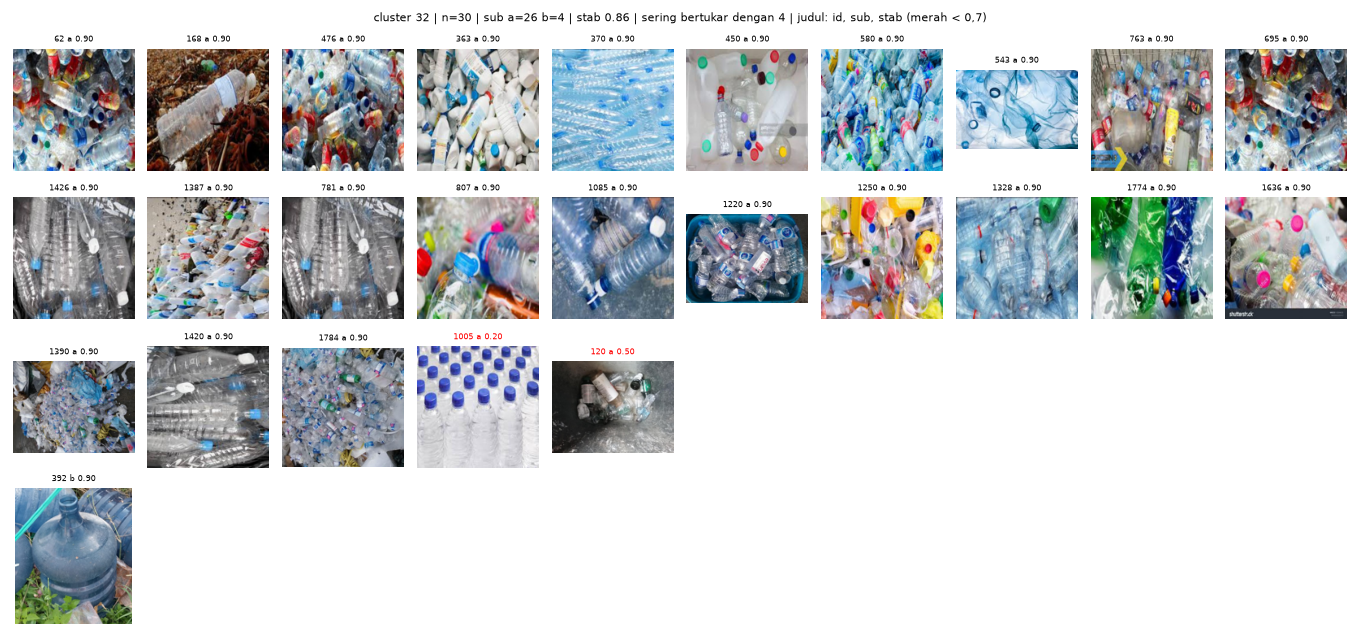 cluster 32 | n=30 | sub a=26 b=4 | stab 0.86 | sering bertukar dengan 4 | judul: id, sub, stab (merah < 0,7)
62 a 0.90
168 a 0.90
476 a 0.90
363 a 0.90
370 a 0.90
450 a 0.90
580 a 0.90
543 a 0.90
763 a 0.90
695 a 0.90
1426 a 0.90
1387 a 0.90
781 a 0.90
807 a 0.90
1085 a 0.90
1220 a 0.90
1250 a 0.90
1328 a 0.90
1774 a 0.90
1636 a 0.90
shutterstock
1390 a 0.90
1420 a 0.90
1784 a 0.90
1005 a 0.20
120 a 0.50
392 b 0.90